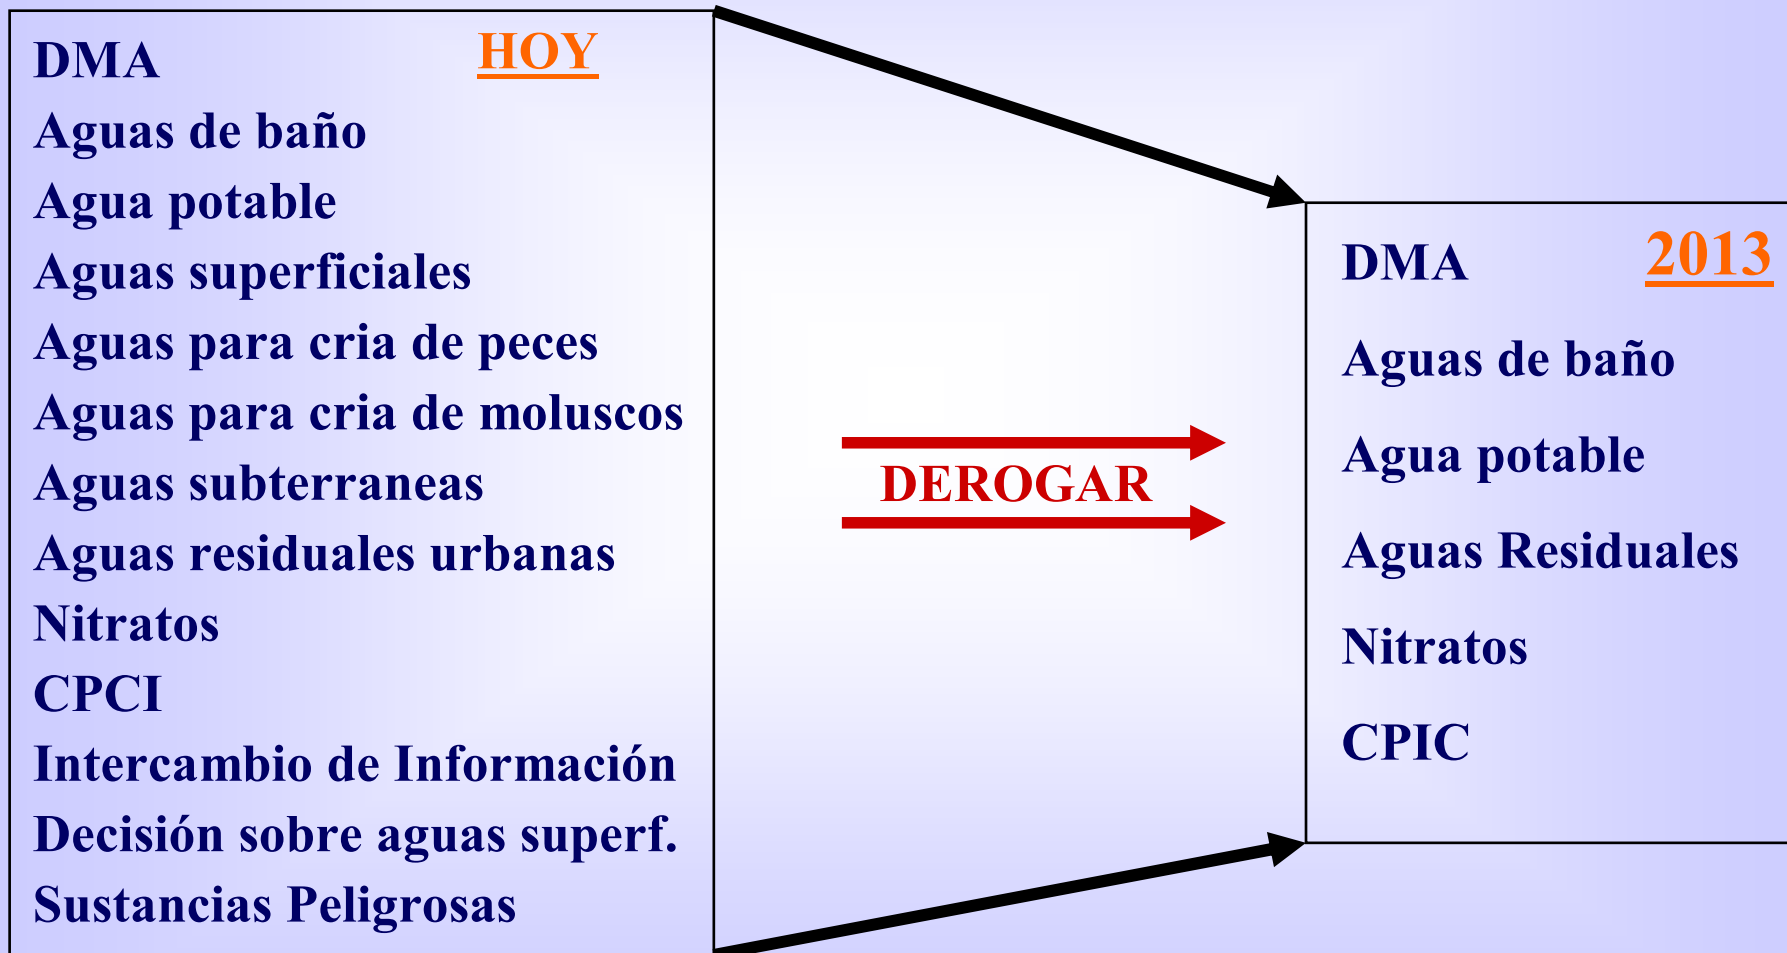 DMA HOY
Aguas de baño
Agua potable
Aguas superficiales
Aguas para cria de peces
Aguas para cria de moluscos
Aguas subterraneas
Aguas residuales urbanas
Nitratos
CPCI
Intercambio de Información
Decisión sobre aguas superf.
Sustancias Peligrosas
DEROGAR
DMA 2013
Aguas de baño
Agua potable
Aguas Residuales
Nitratos
CPIC